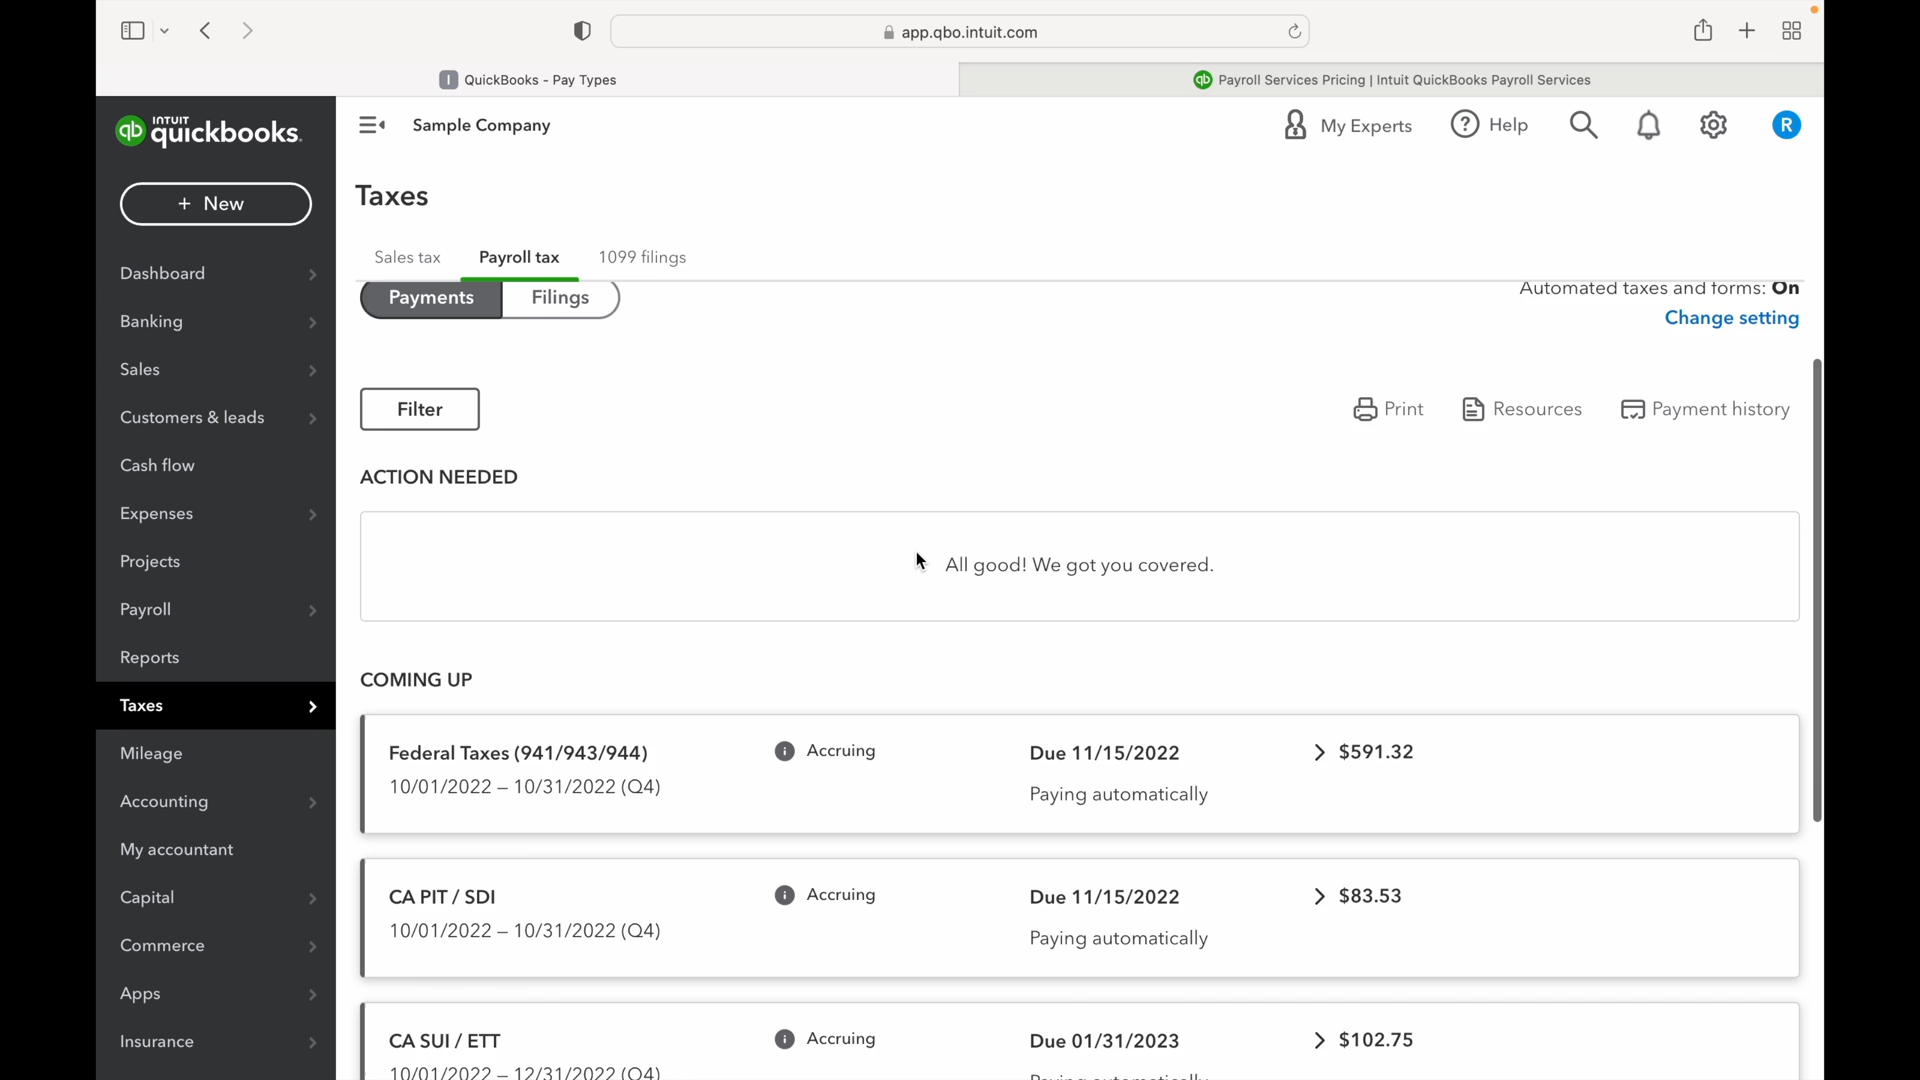 app.qbo.intuit.com
I QuickBooks - Pay Types
qb Payroll Services Pricing | Intuit QuickBooks Payroll Services
qb INTUIT quickbooks.
Sample Company
My Experts
? Help
R
+ New
Taxes
Sales tax
Payroll tax
1099 filings
Dashboard
Banking
Sales
Customers & leads
Cash flow
Expenses
Projects
Payroll
Reports
Taxes
Mileage
Accounting
My accountant
Capital
Commerce
Apps
Insurance
Payments
Filings
Automated taxes and forms: On
Change setting
Filter
Print
Resources
Payment history
ACTION NEEDED
All good! We got you covered.
COMING UP
Federal Taxes (941/943/944)
10/01/2022 – 10/31/2022 (Q4)
Accruing
Due 11/15/2022
Paying automatically
$591.32
CA PIT / SDI
10/01/2022 – 10/31/2022 (Q4)
Accruing
Due 11/15/2022
Paying automatically
$83.53
CA SUI / ETT
10/01/2022 – 12/31/2022 (Q4)
Accruing
Due 01/31/2023
Paying automatically
$102.75